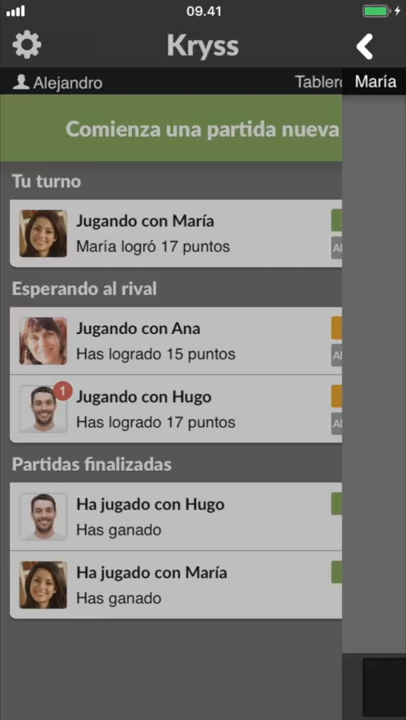 09.41
Kryss
Alejandro
María
Comienza una partida nueva
Tu turno
Jugando con María
María logró 17 puntos
Esperando al rival
Jugando con Ana
Has logrado 15 puntos
1
Jugando con Hugo
Has logrado 17 puntos
Partidas finalizadas
Ha jugado con Hugo
Has ganado
Ha jugado con María
Has ganado